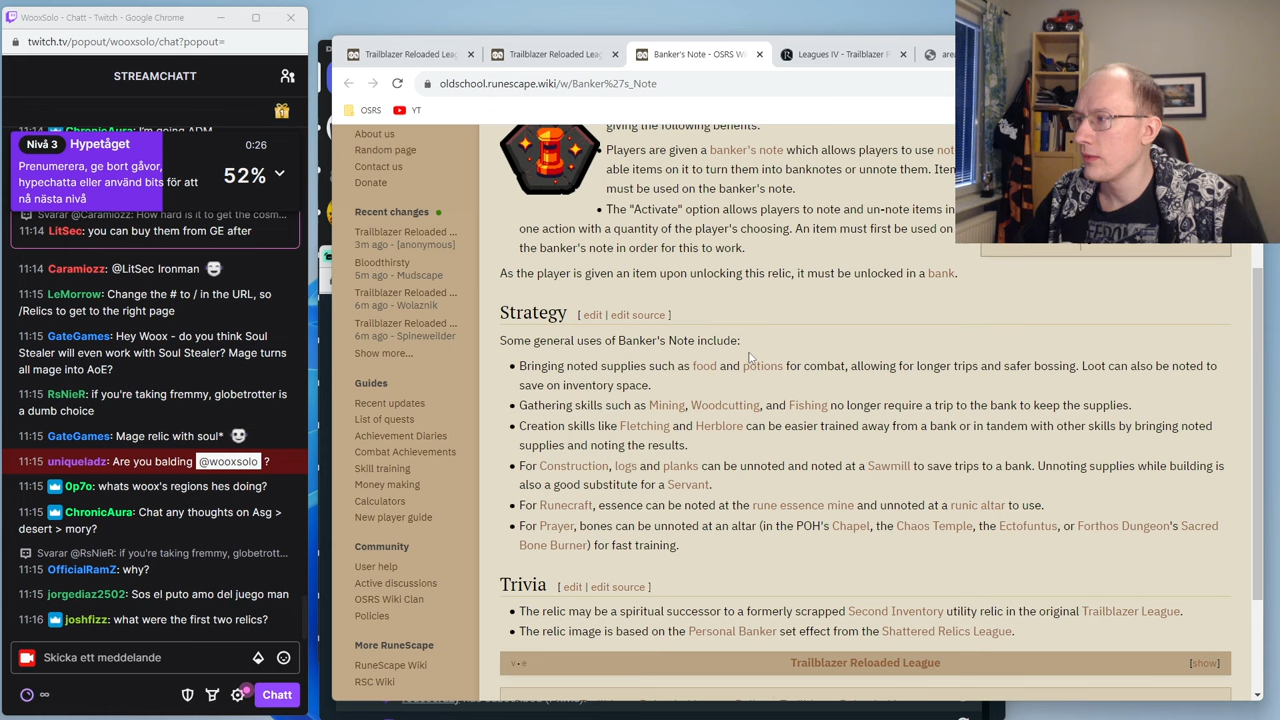 WooxSolo - Chatt - Twitch - Google Chrome
twitch.tv/popout/wooxsolo/chat?popout=
STREAMCHATT
11:14 ChronicAura: I'm going ADM
Nivå 3 Hypetåget 0:26
Prenumerera, ge bort gåvor,
hypechatta eller använd bits för att
nå nästa nivå
52%
Svarar @Caramiozz: How hard is it to get the cosm...
11:14 LitSec: you can buy them from GE after
11:14 Caramiozz: @LitSec Ironman
11:15 LeMorrow: Change the # to / in the URL, so
/Relics to get to the right page
11:15 GateGames: Hey Woox - do you think Soul
Stealer will even work with Soul Stealer? Mage turns
all mage into AoE?
11:15 RsNieR: if you're taking fremmy, globetrotter
is a dumb choice
11:15 GateGames: Mage relic with soul*
11:15 uniqueladz: Are you balding @wooxsolo ?
11:15 Op7o: whats woox's regions hes doing?
11:15 ChronicAura: Chat any thoughts on Asg >
desert > mory?
Svarar @RsNieR: if you're taking fremmy, globetrott...
11:15 OfficialRamZ: why?
11:15 jorgediaz2502: Sos el puto amo del juego man
11:16 joshfizz: what were the first two relics?
Skicka ett meddelande
Chatt
Trailblazer Reloaded Lea
Trailblazer Reloaded Lea
Banker's Note - OSRS W
Leagues IV - Trailblazer F
area
oldschool.runescape.wiki/w/Banker%27s_Note
OSRS
YT
About us
Random page
Contact us
Donate
Recent changes
Trailblazer Reloaded ...
3m ago - [anonymous]
Bloodthirsty
5m ago - Mudscape
Trailblazer Reloaded ...
6m ago - Wolaznik
Trailblazer Reloaded ...
6m ago - Spineweilder
Show more...
Guides
Recent updates
List of quests
Achievement Diaries
Combat Achievements
Skill training
Money making
Calculators
New player guide
Community
User help
Active discussions
OSRS Wiki Clan
Policies
More RuneScape
RuneScape Wiki
RSC Wiki
giving the following benefits:
Players are given a banker's note which allows players to use not
able items on it to turn them into banknotes or unnote them. Iten
must be used on the banker's note.
• The "Activate" option allows players to note and un-note items in
one action with a quantity of the player's choosing. An item must first be used on
the banker's note in order for this to work.
As the player is given an item upon unlocking this relic, it must be unlocked in a bank.
Strategy [ edit | edit source ]
Some general uses of Banker's Note include:
• Bringing noted supplies such as food and potions for combat, allowing for longer trips and safer bossing. Loot can also be noted to
save on inventory space.
• Gathering skills such as Mining, Woodcutting, and Fishing no longer require a trip to the bank to keep the supplies.
• Creation skills like Fletching and Herblore can be easier trained away from a bank or in tandem with other skills by bringing noted
supplies and noting the results.
• For Construction, logs and planks can be unnoted and noted at a Sawmill to save trips to a bank. Unnoting supplies while building is
also a good substitute for a Servant.
• For Runecraft, essence can be noted at the rune essence mine and unnoted at a runic altar to use.
• For Prayer, bones can be unnoted at an altar (in the POH's Chapel, the Chaos Temple, the Ectofuntus, or Forthos Dungeon's Sacred
Bone Burner) for fast training.
Trivia [ edit | edit source ]
• The relic may be a spiritual successor to a formerly scrapped Second Inventory utility relic in the original Trailblazer League.
• The relic image is based on the Personal Banker set effect from the Shattered Relics League.
v • e
Trailblazer Reloaded League
[show]